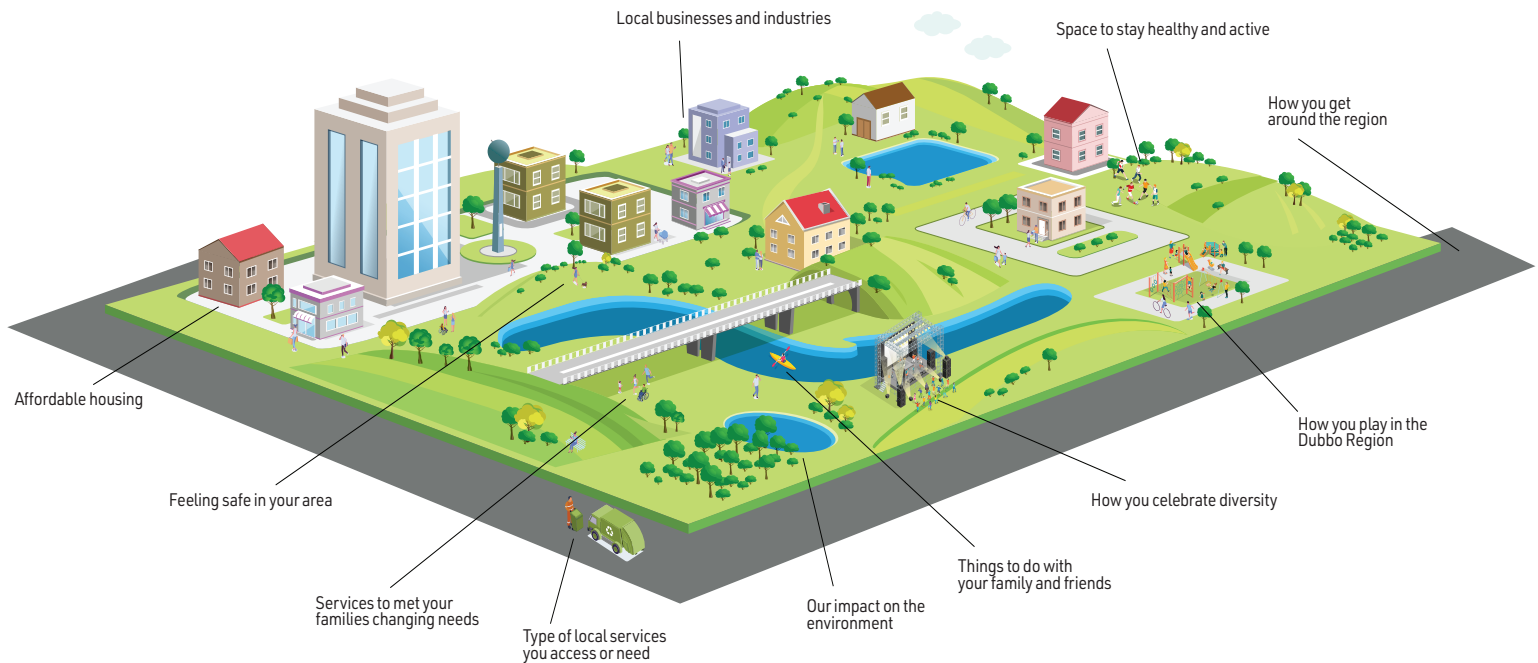 Local businesses and industries
Space to stay healthy and active
How you get
around the region
Affordable housing
How you play in the
Dubbo Region
Feeling safe in your area
How you celebrate diversity
Things to do with
your family and friends
Services to met your
families changing needs
Our impact on the
environment
Type of local services
you access or need